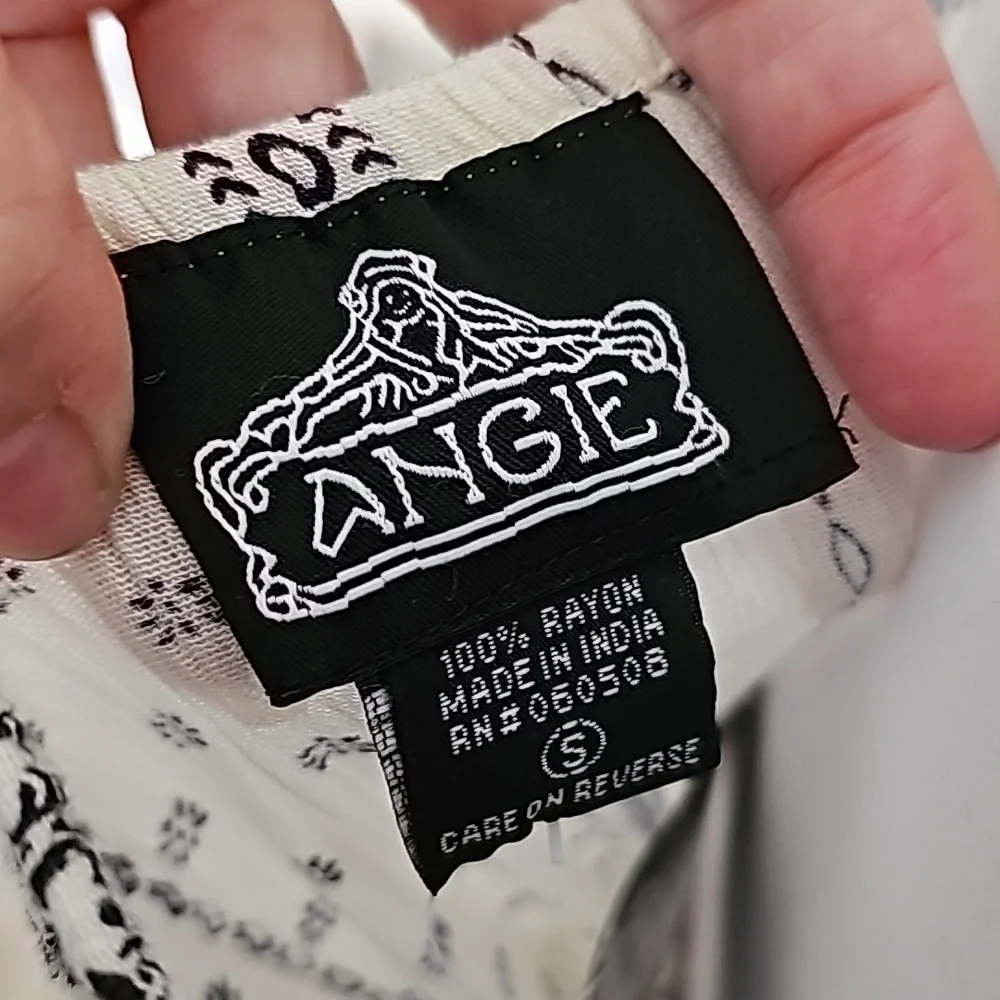 ANGIE
100% RAYON
MADE IN INDIA
RN#060508
S
CARE ON REVERSE